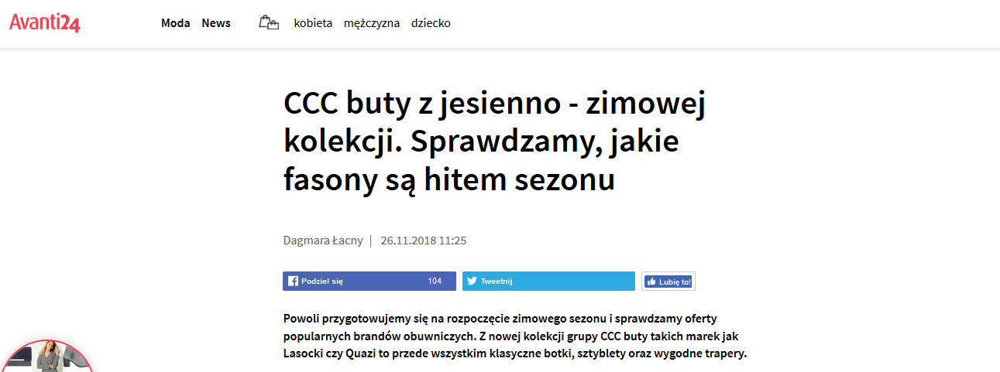 Avanti24
Moda News kobieta mężczyzna dziecko
CCC buty z jesienno - zimowej
kolekcji. Sprawdzamy, jakie
fasony są hitem sezonu
Dagmara Łacny | 26.11.2018 11:25
Podziel się 104 Tweetnij Lubię to!
Powoli przygotowujemy się na rozpoczęcie zimowego sezonu i sprawdzamy oferty
popularnych brandów obuwniczych. Z nowej kolekcji grupy CCC buty takich marek jak
Lasocki czy Quazi to przede wszystkim klasyczne botki, sztyblety oraz wygodne trapery.